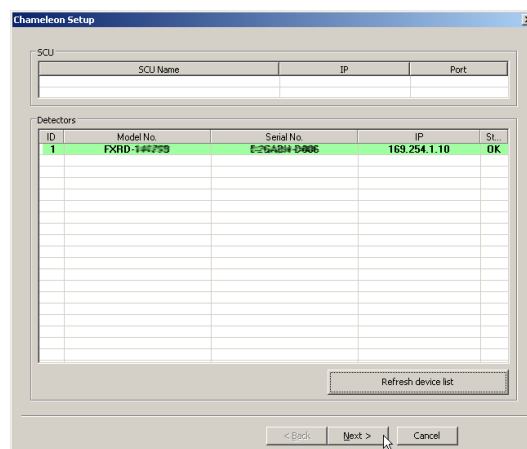 Chameleon Setup
SCU
SCU Name IP Port
Detectors
ID Model No. Serial No. IP St...
1 FXRD- 169.254.1.10 OK
Refresh device list
< Back Next > Cancel